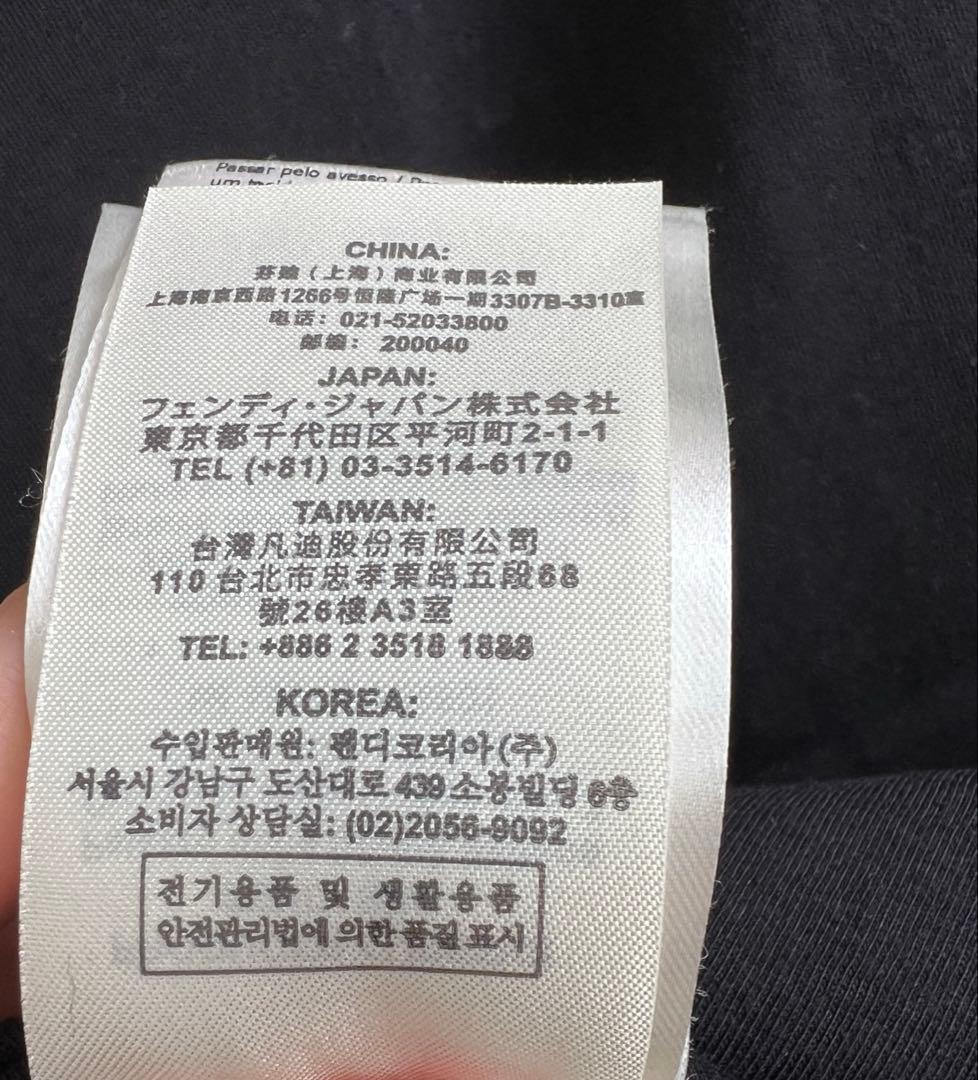 Passar pelo avesso /
um
CHINA:
芬迪（上海）商业有限公司
上海南京西路1266号恒隆广场一期3307B-3310室
电话：021-52033800
邮编： 200040
JAPAN:
フェンディ・ジャパン株式会社
東京都千代田区平河町2-1-1
TEL (+81) 03-3514-6170
TAIWAN:
台灣凡迪股份有限公司
110 台北市忠孝東路五段68
號26樓A3室
TEL: +886 2 3518 1888
KOREA:
수입판매원: 펜디코리아(주)
서울시 강남구 도산대로 439 소봉빌딩 6층
소비자 상담실: (02)2056-9092
전기용품 및 생활용품
안전관리법에 의한 품질 표시